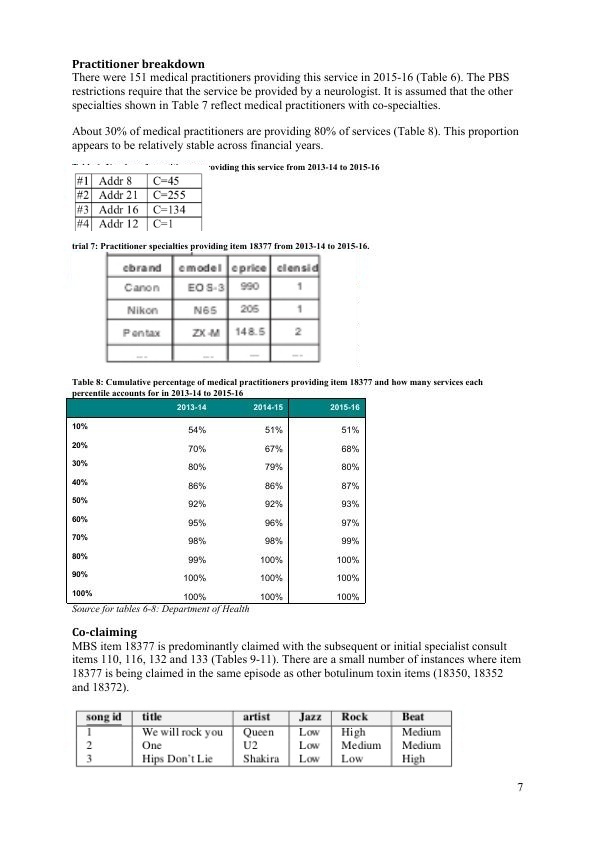 Practitioner breakdown
There were 151 medical practitioners providing this service in 2015-16 (Table 6). The PBS
restrictions require that the service be provided by a neurologist. It is assumed that the other
specialties shown in Table 7 reflect medical practitioners with co-specialties.
About 30% of medical practitioners are providing 80% of services (Table 8). This proportion
appears to be relatively stable across financial years.
oviding this service from 2013-14 to 2015-16
#1 Addr 8 C=45
#2 Addr 21 C=255
#3 Addr 16 C=134
#4 Addr 12 C=1
trial 7: Practitioner specialties providing item 18377 from 2013-14 to 2015-16.
cbrand cmodel cprice clensid
Canon EOS-3 990 1
Nikon N65 205 1
Pentax ZX-M 148.5 2
... ... ... ...
Table 8: Cumulative percentage of medical practitioners providing item 18377 and how many services each
percentile accounts for in 2013-14 to 2015-16
2013-14 2014-15 2015-16
10% 54% 51% 51%
20% 70% 67% 68%
30% 80% 79% 80%
40% 86% 86% 87%
50% 92% 92% 93%
60% 95% 96% 97%
70% 98% 98% 99%
80% 99% 100% 100%
90% 100% 100% 100%
100% 100% 100% 100%
Source for tables 6-8: Department of Health
Co-claiming
MBS item 18377 is predominantly claimed with the subsequent or initial specialist consult
items 110, 116, 132 and 133 (Tables 9-11). There are a small number of instances where item
18377 is being claimed in the same episode as other botulinum toxin items (18350, 18352
and 18372).
song id title artist Jazz Rock Beat
1 We will rock you Queen Low High Medium
2 One U2 Low Medium Medium
3 Hips Don't Lie Shakira Low Low High
7